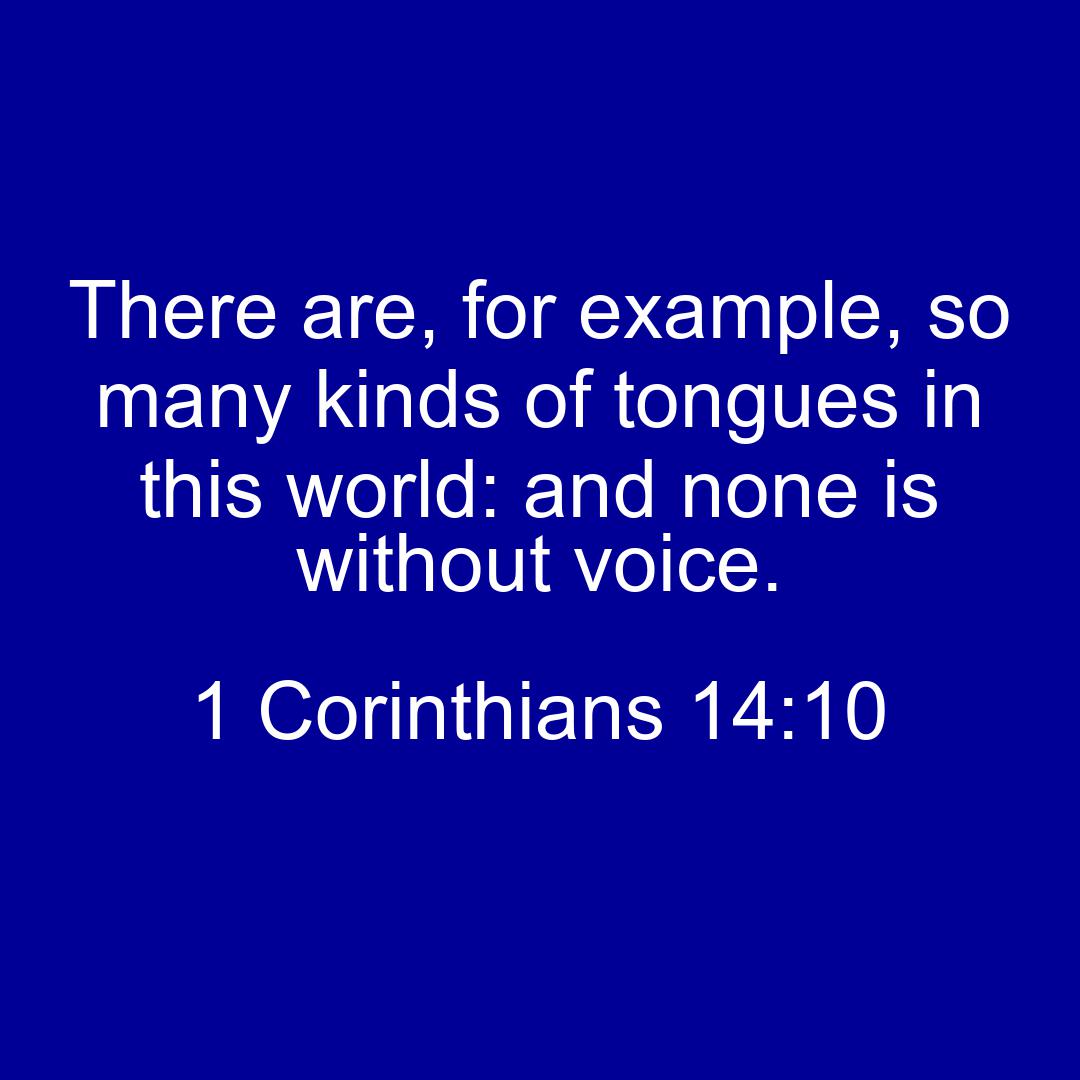 There are, for example, so
many kinds of tongues in
this world: and none is
without voice.
1 Corinthians 14:10